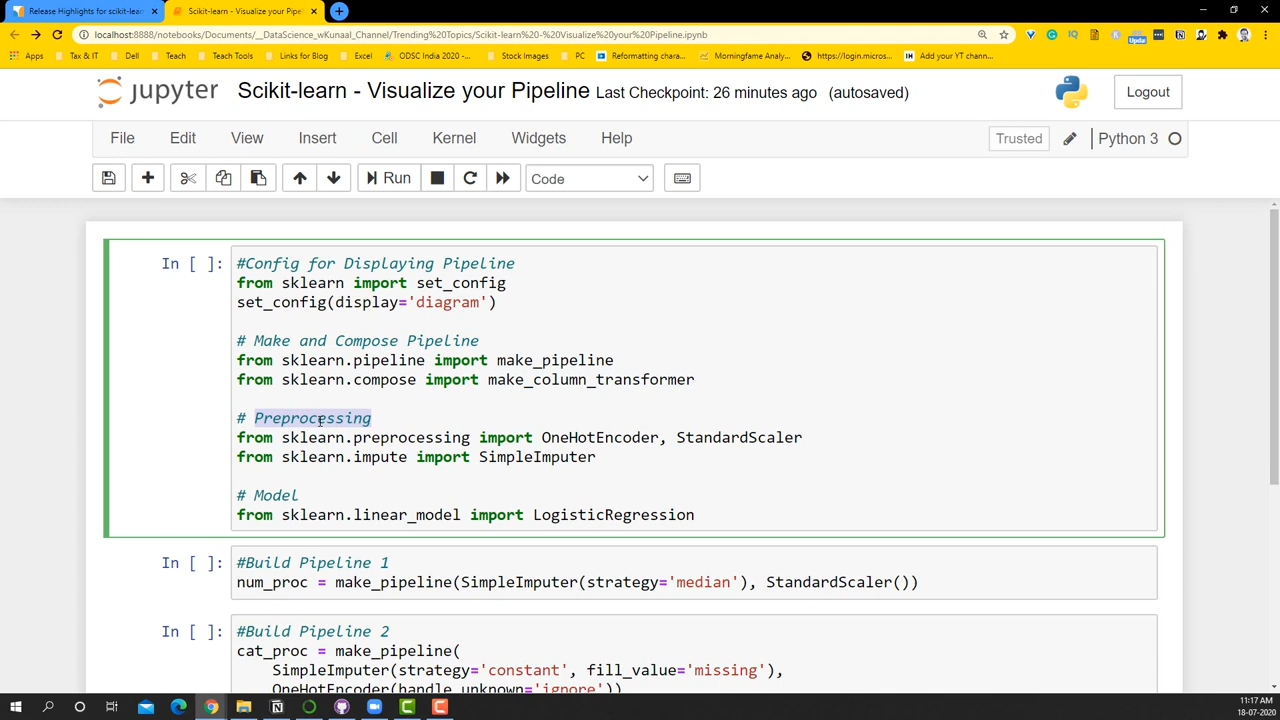 Release Highlights for scikit-lear
Scikit-learn - Visualize your Pipel
localhost:8888/notebooks/Documents/__DataScience_wKunaal_Channel/Trending%20Topics/Scikit-learn%20-%20Visualize%20your%20Pipeline.ipynb
Apps
Tax & IT
Dell
Teach
Teach Tools
Links for Blog
Excel
ODSC India 2020 -...
Stock Images
PC
Reformatting chara...
Morningfame Analy...
https://login.micros...
Add your YT chann...
jupyter
Scikit-learn - Visualize your Pipeline Last Checkpoint: 26 minutes ago (autosaved)
Logout
File Edit View Insert Cell Kernel Widgets Help
Trusted
Python 3
Run
Code
In [ ]:
#Config for Displaying Pipeline
from sklearn import set_config
set_config(display='diagram')
# Make and Compose Pipeline
from sklearn.pipeline import make_pipeline
from sklearn.compose import make_column_transformer
# Preprocessing
from sklearn.preprocessing import OneHotEncoder, StandardScaler
from sklearn.impute import SimpleImputer
# Model
from sklearn.linear_model import LogisticRegression
In [ ]:
#Build Pipeline 1
num_proc = make_pipeline(SimpleImputer(strategy='median'), StandardScaler())
In [ ]:
#Build Pipeline 2
cat_proc = make_pipeline(
SimpleImputer(strategy='constant', fill_value='missing'),
OneHotEncoder(handle_unknown='ignore'))
11:17 AM
18-07-2020